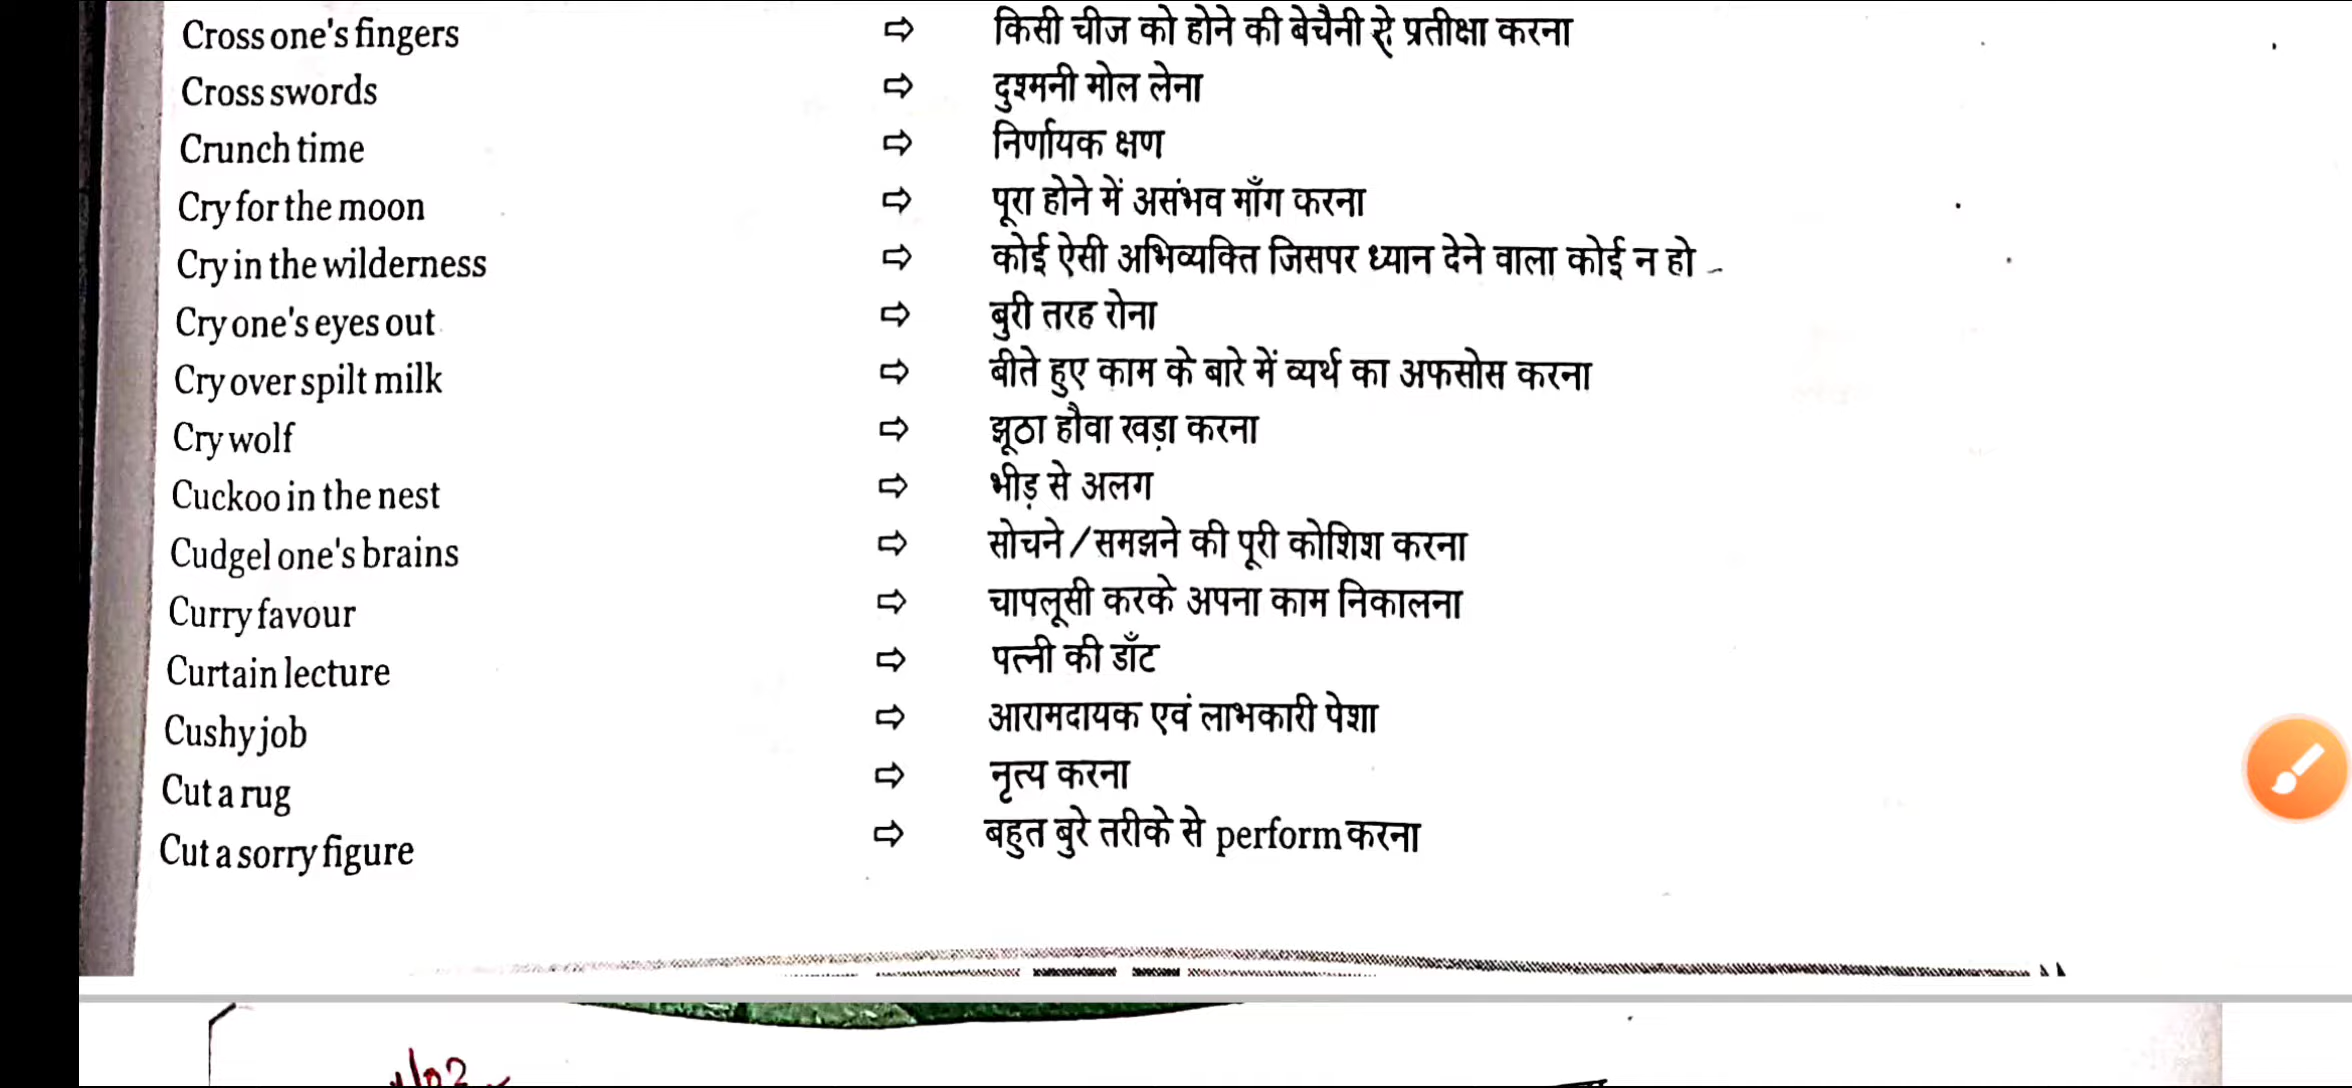 Cross one's fingers ⇨ किसी चीज को होने की बेचैनी से प्रतीक्षा करना
Cross swords ⇨ दुश्मनी मोल लेना
Crunch time ⇨ निर्णायक क्षण
Cry for the moon ⇨ पूरा होने में असंभव माँग करना
Cry in the wilderness ⇨ कोई ऐसी अभिव्यक्ति जिसपर ध्यान देने वाला कोई न हो
Cry one's eyes out ⇨ बुरी तरह रोना
Cry over spilt milk ⇨ बीते हुए काम के बारे में व्यर्थ का अफसोस करना
Cry wolf ⇨ झूठा हौवा खड़ा करना
Cuckoo in the nest ⇨ भीड़ से अलग
Cudgel one's brains ⇨ सोचने/समझने की पूरी कोशिश करना
Curry favour ⇨ चापलूसी करके अपना काम निकालना
Curtain lecture ⇨ पत्नी की डाँट
Cushy job ⇨ आरामदायक एवं लाभकारी पेशा
Cut a rug ⇨ नृत्य करना
Cut a sorry figure ⇨ बहुत बुरे तरीके से perform करना